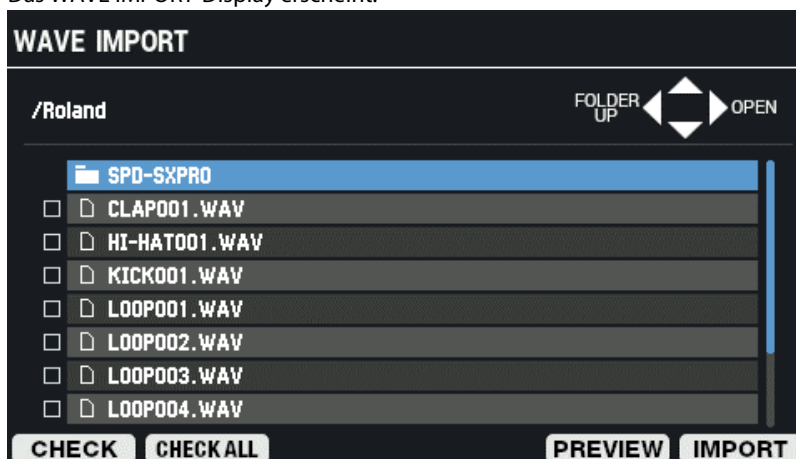 Das WAVE IMPORT-Display erscheint.
WAVE IMPORT
/Roland
FOLDER UP
OPEN
SPD-SXPRO
CLAP001.WAV
HI-HAT001.WAV
KICK001.WAV
LOOP001.WAV
LOOP002.WAV
LOOP003.WAV
LOOP004.WAV
CHECK CHECK ALL PREVIEW IMPORT